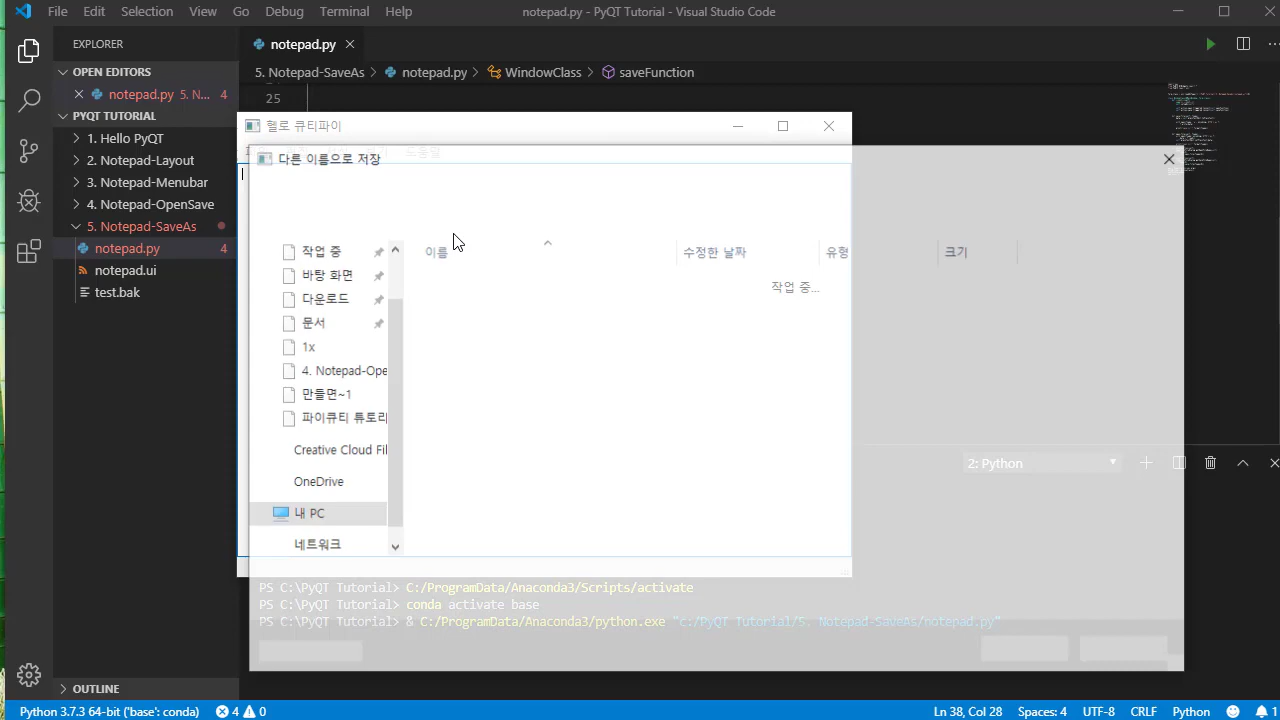 File Edit Selection View Go Debug Terminal Help
notepad.py - PyQT Tutorial - Visual Studio Code
EXPLORER
OPEN EDITORS
notepad.py 5. N... 4
PYQT TUTORIAL
1. Hello PyQT
2. Notepad-Layout
3. Notepad-Menubar
4. Notepad-OpenSave
5. Notepad-SaveAs
notepad.py 4
notepad.ui
test.bak
OUTLINE
notepad.py
5. Notepad-SaveAs > notepad.py > WindowClass > saveFunction
25
헬로 큐티파이
다른 이름으로 저장
작업 중
바탕 화면
다운로드
문서
1x
4. Notepad-Ope
만들면~1
파이큐티 튜토리
Creative Cloud Fil
OneDrive
내 PC
네트워크
이름 수정한 날짜 유형 크기
작업 중...
2: Python
PS C:\PyQT Tutorial> C:/ProgramData/Anaconda3/Scripts/activate
PS C:\PyQT Tutorial> conda activate base
PS C:\PyQT Tutorial> & C:/ProgramData/Anaconda3/python.exe "c:/PyQT Tutorial/5. Notepad-SaveAs/notepad.py"
Python 3.7.3 64-bit ('base': conda) 4 0 Ln 38, Col 28 Spaces: 4 UTF-8 CRLF Python 1